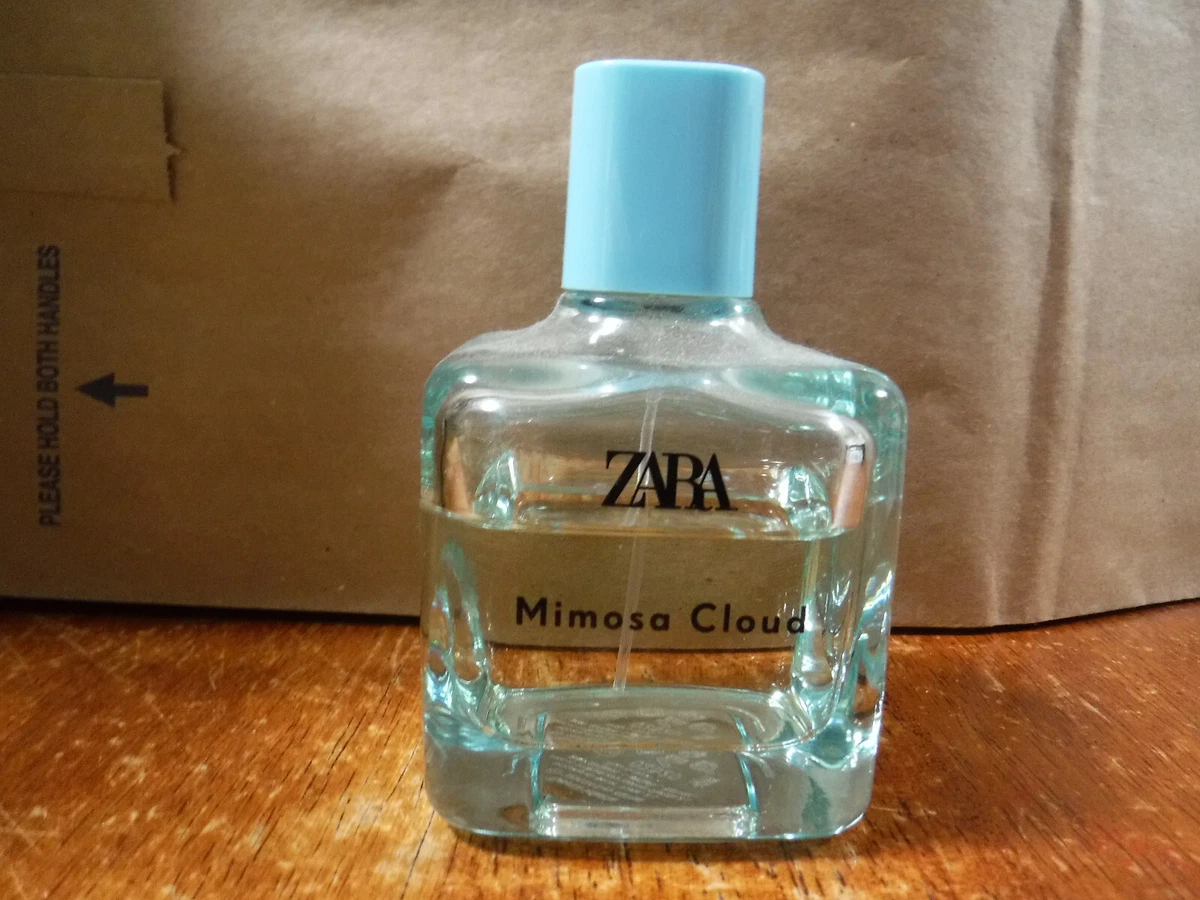 PLEASE HOLD BOTH HANDLES
ZARA
Mimosa Cloud